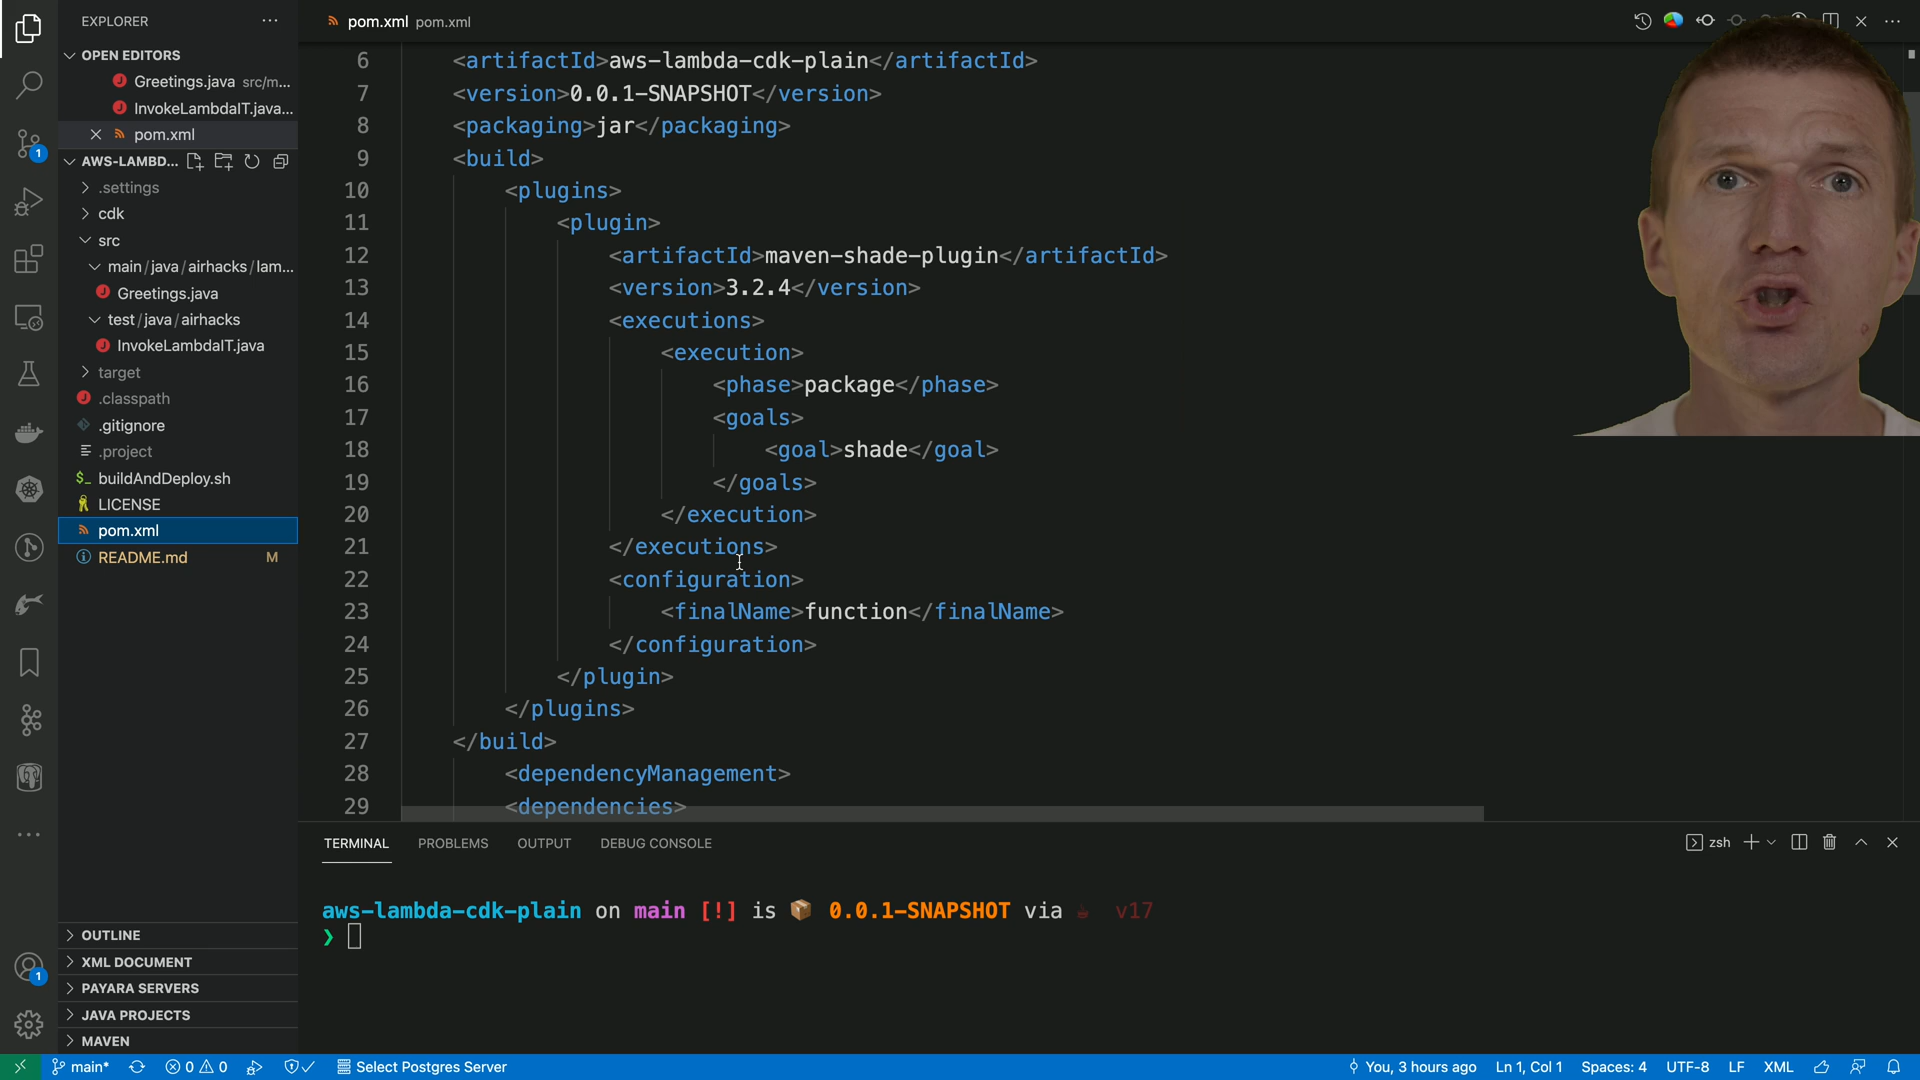 EXPLORER
OPEN EDITORS
Greetings.java src/m...
InvokeLambdaIT.java...
pom.xml
AWS-LAMBD...
.settings
cdk
src
main/java/airhacks/lam...
Greetings.java
test/java/airhacks
InvokeLambdaIT.java
target
.classpath
.gitignore
.project
$_ buildAndDeploy.sh
LICENSE
pom.xml
README.md M
OUTLINE
XML DOCUMENT
PAYARA SERVERS
JAVA PROJECTS
MAVEN
1
1
pom.xml pom.xml
6 <artifactId>aws-lambda-cdk-plain</artifactId>
7 <version>0.0.1-SNAPSHOT</version>
8 <packaging>jar</packaging>
9 <build>
10 <plugins>
11 <plugin>
12 <artifactId>maven-shade-plugin</artifactId>
13 <version>3.2.4</version>
14 <executions>
15 <execution>
16 <phase>package</phase>
17 <goals>
18 <goal>shade</goal>
19 </goals>
20 </execution>
21 </executions>
22 <configuration>
23 <finalName>function</finalName>
24 </configuration>
25 </plugin>
26 </plugins>
27 </build>
28 <dependencyManagement>
29 <dependencies>
TERMINAL PROBLEMS OUTPUT DEBUG CONSOLE zsh
aws-lambda-cdk-plain on main [!] is 📦 0.0.1-SNAPSHOT via ☕ v17
❯
main* 0 0 Select Postgres Server You, 3 hours ago Ln 1, Col 1 Spaces: 4 UTF-8 LF XML